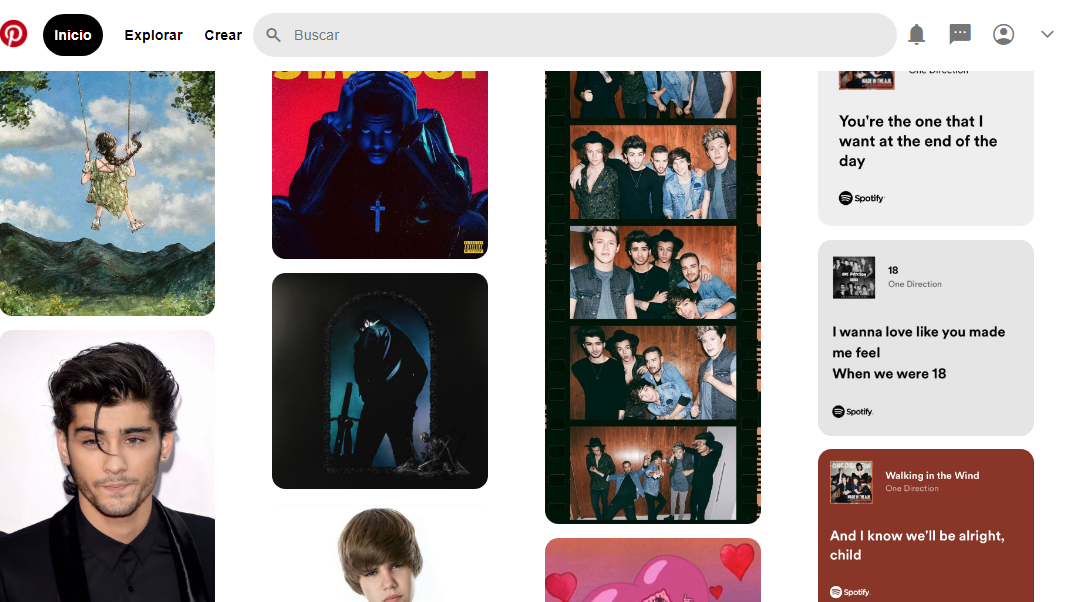 Inicio
Explorar
Crear
Buscar
One Direction
You're the one that I
want at the end of the
day
Spotify
18
One Direction
I wanna love like you made
me feel
When we were 18
Spotify
Walking in the Wind
One Direction
And I know we'll be alright,
child
Spotify